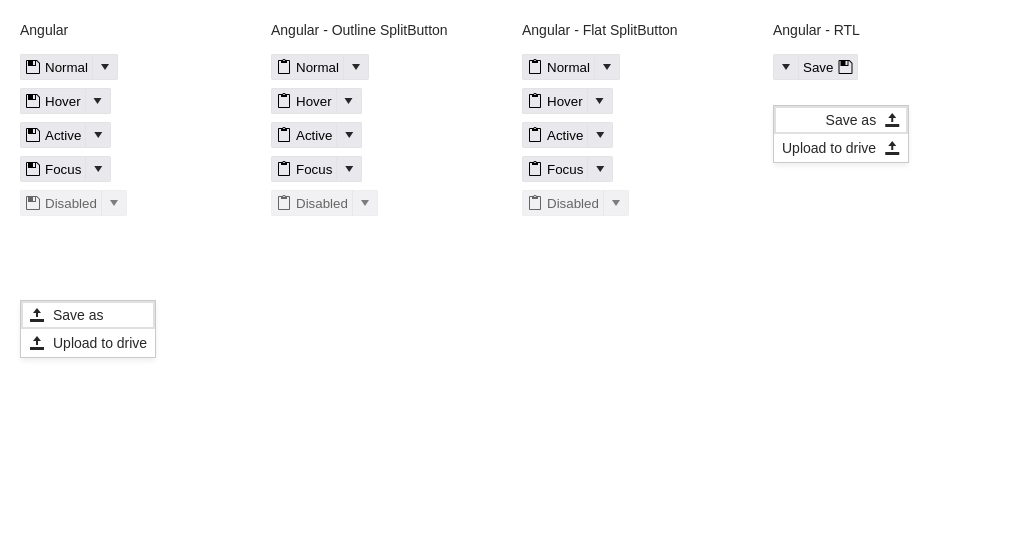 Angular
Normal
Hover
Active
Focus
Disabled
Save as
Upload to drive
Angular - Outline SplitButton
Normal
Hover
Active
Focus
Disabled
Angular - Flat SplitButton
Normal
Hover
Active
Focus
Disabled
Angular - RTL
Save
Save as
Upload to drive